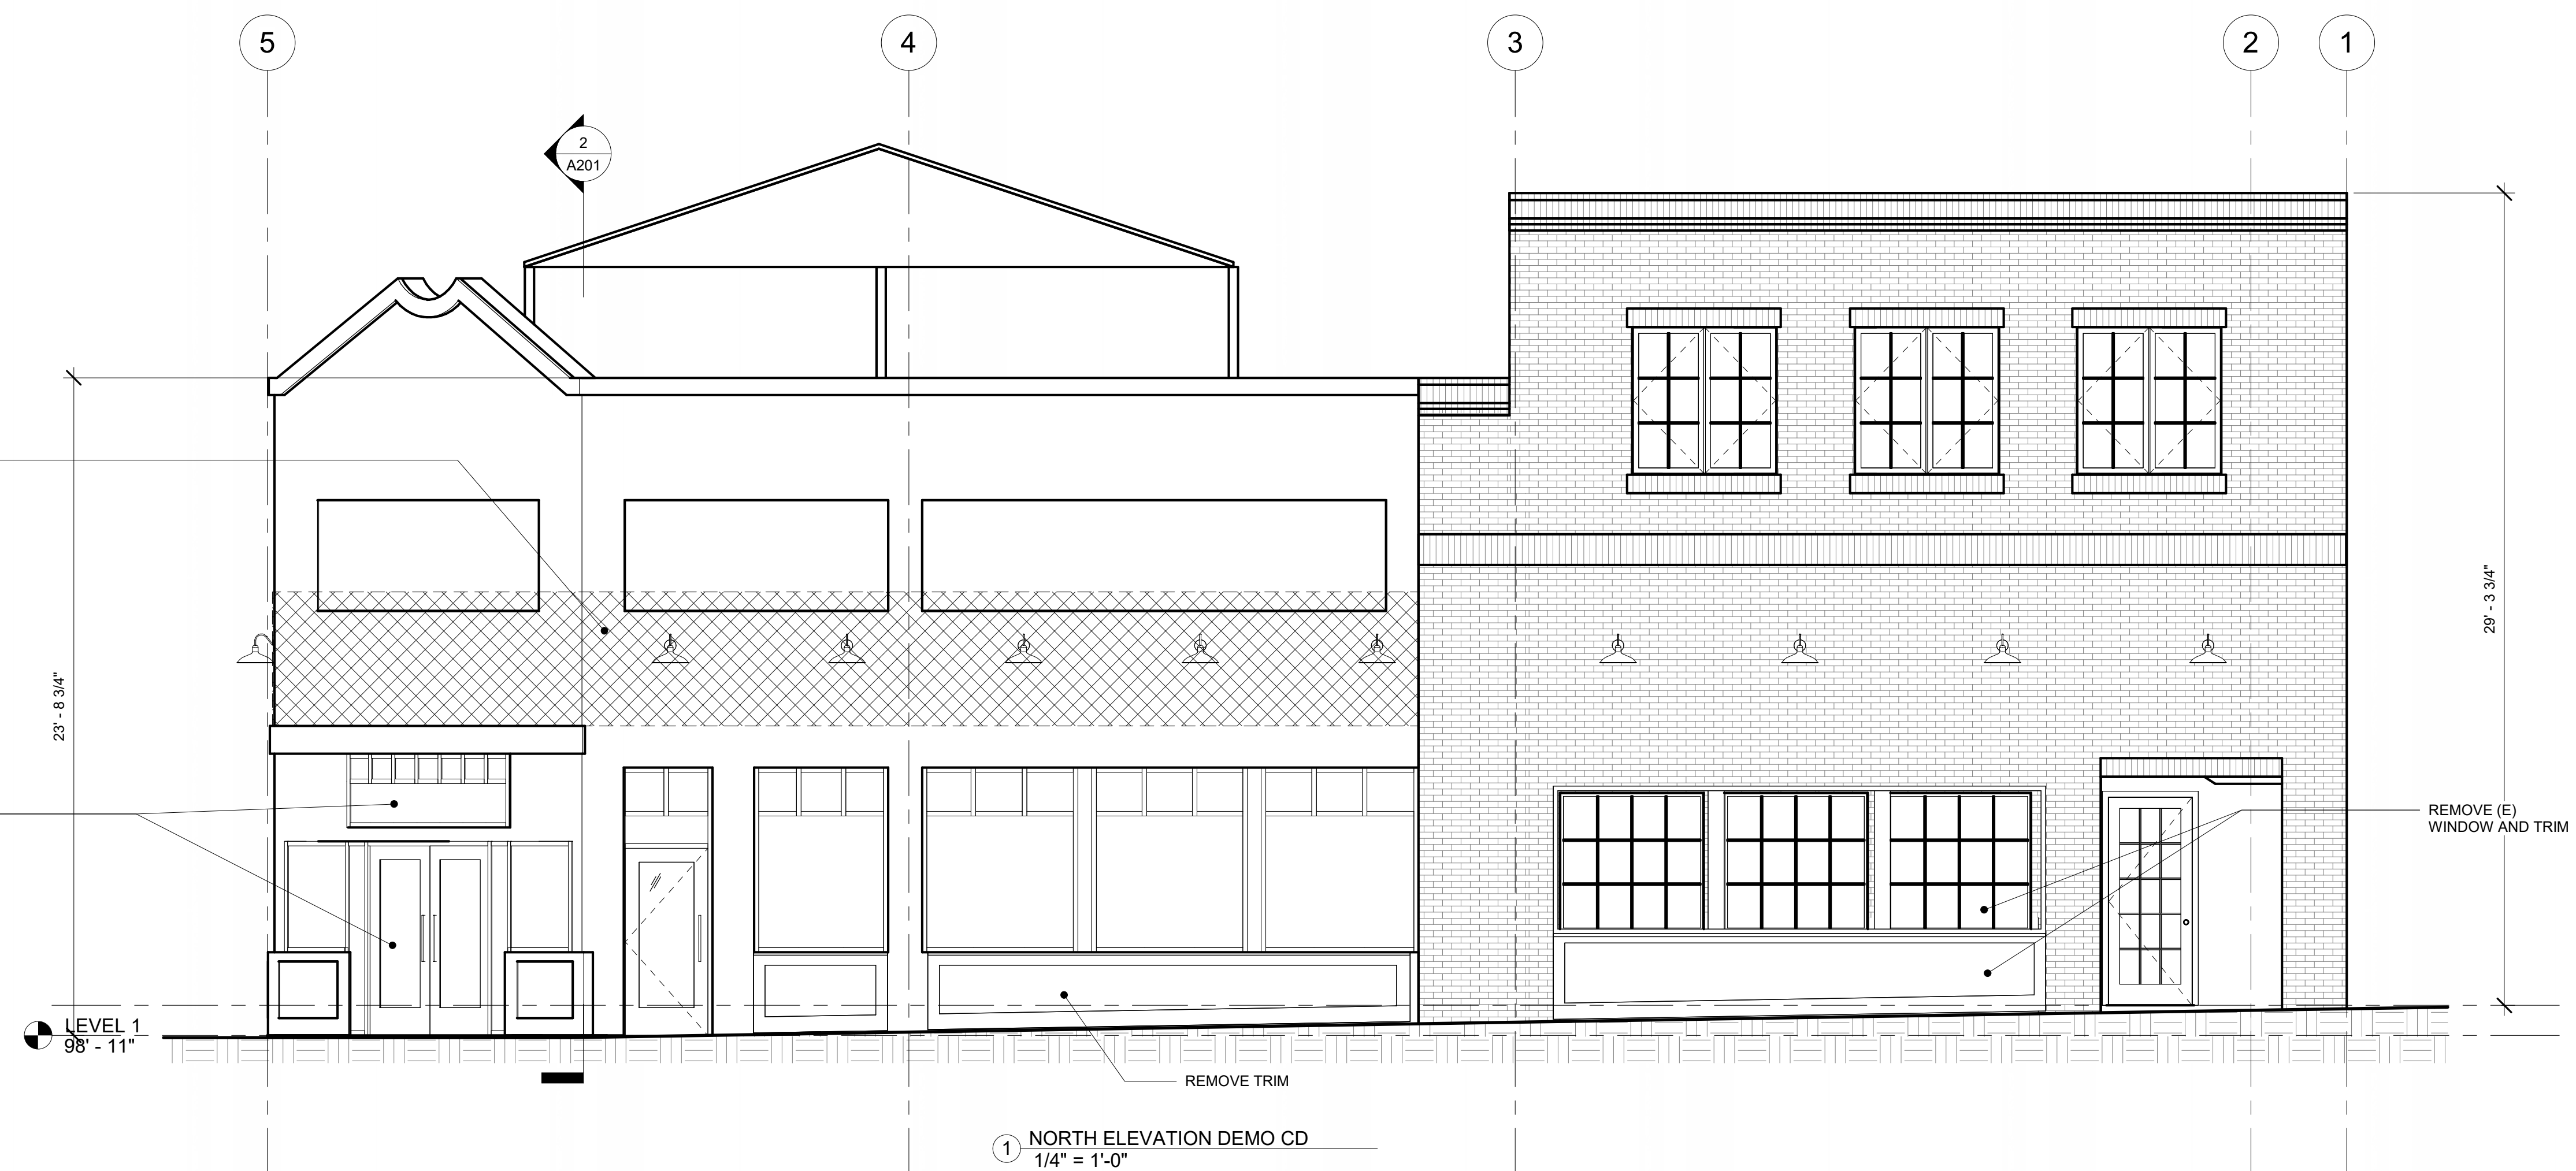 5
4
3
2
1
2
A201
29' - 3 3/4"
23' - 8 3/4"
REMOVE (E)
WINDOW AND TRIM
LEVEL 1
98' - 11"
REMOVE TRIM
1
NORTH ELEVATION DEMO CD
1/4" = 1'-0"